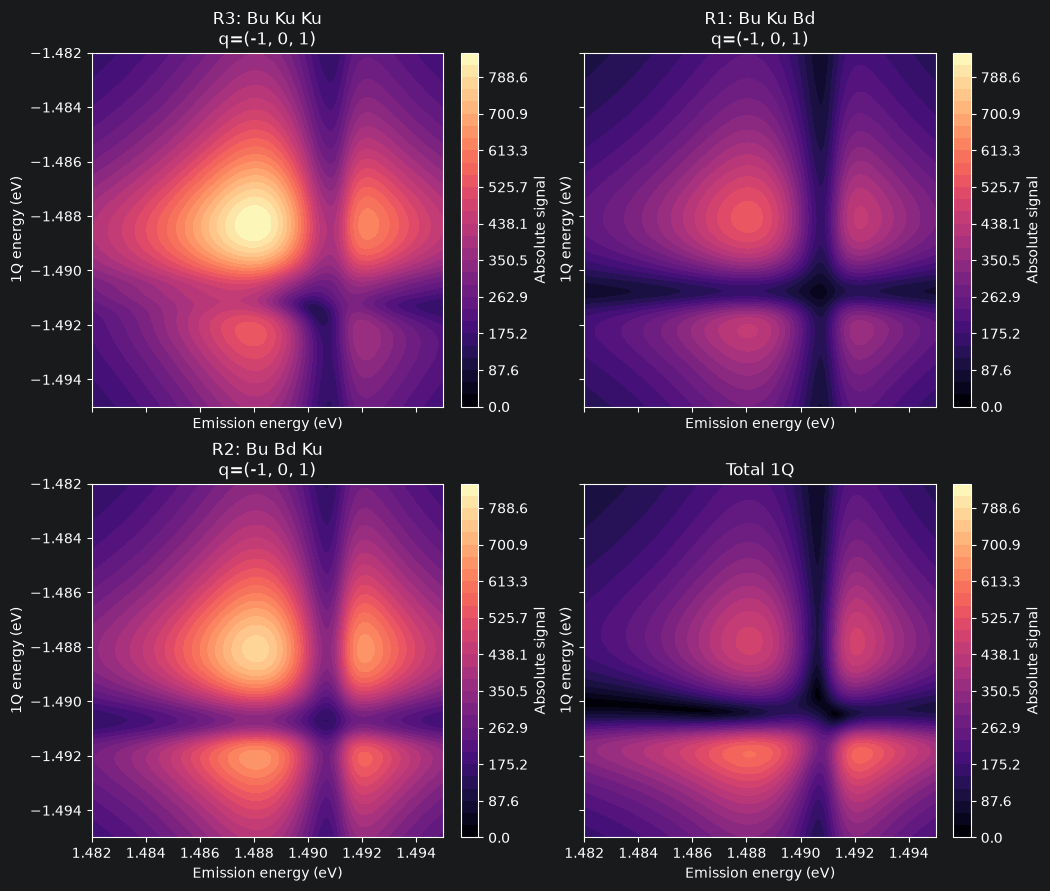 R3: Bu Ku Ku
q=(-1, 0, 1)
−1.482
−1.484
−1.486
−1.488
−1.490
−1.492
−1.494
1Q energy (eV)
Emission energy (eV)
788.6
700.9
613.3
525.7
438.1
350.5
262.9
175.2
87.6
0.0
Absolute signal
R1: Bu Ku Bd
q=(-1, 0, 1)
1Q energy (eV)
Emission energy (eV)
788.6
700.9
613.3
525.7
438.1
350.5
262.9
175.2
87.6
0.0
Absolute signal
R2: Bu Bd Ku
q=(-1, 0, 1)
−1.482
−1.484
−1.486
−1.488
−1.490
−1.492
−1.494
1Q energy (eV)
1.482 1.484 1.486 1.488 1.490 1.492 1.494
Emission energy (eV)
788.6
700.9
613.3
525.7
438.1
350.5
262.9
175.2
87.6
0.0
Absolute signal
Total 1Q
1Q energy (eV)
1.482 1.484 1.486 1.488 1.490 1.492 1.494
Emission energy (eV)
788.6
700.9
613.3
525.7
438.1
350.5
262.9
175.2
87.6
0.0
Absolute signal